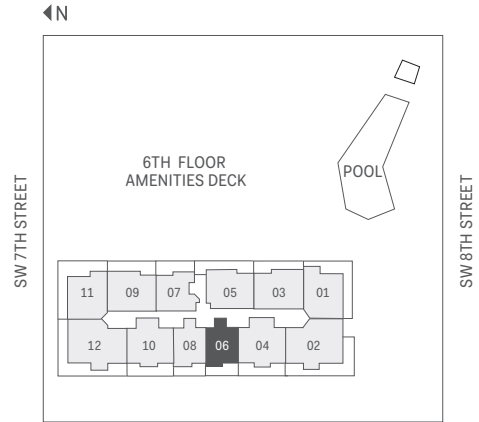 N
6TH FLOOR
AMENITIES DECK
POOL
SW 7TH STREET
SW 8TH STREET
11 09 07 05 03 01
12 10 08 06 04 02